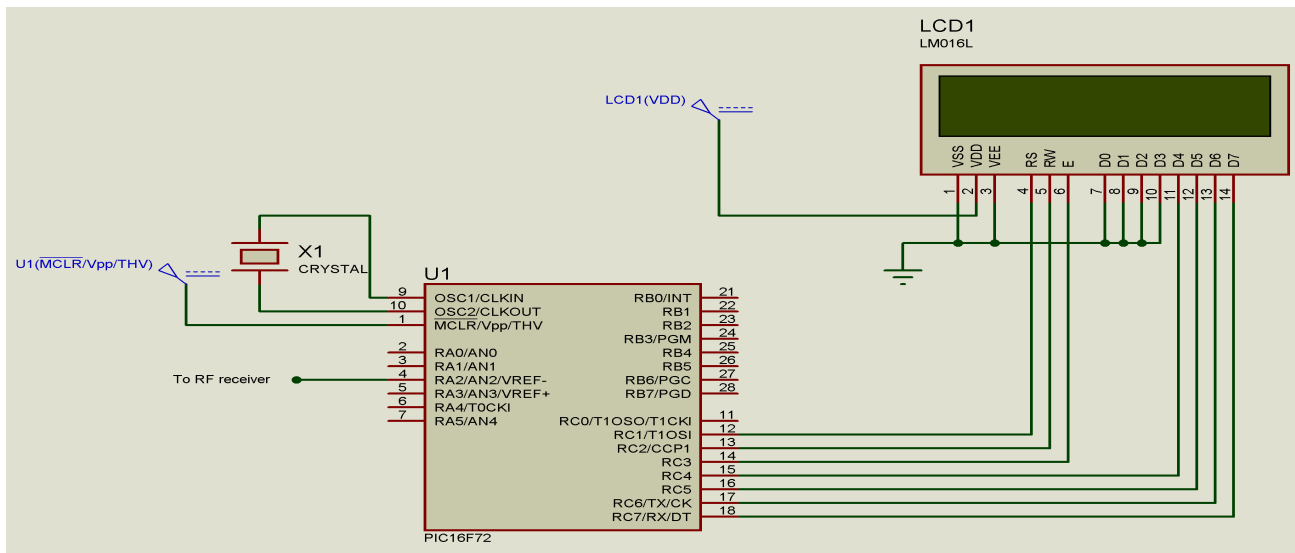 LCD1
LM016L
LCD1(VDD)
VSS
VDD
VEE
RS
RW
E
D0
D1
D2
D3
D4
D5
D6
D7
1
2
3
4
5
6
7
8
9
10
11
12
13
14
X1
CRYSTAL
U1(MCLR/Vpp/THV)
U1
9 OSC1/CLKIN
10 OSC2/CLKOUT
1 MCLR/Vpp/THV
2 RA0/AN0
3 RA1/AN1
To RF receiver 4 RA2/AN2/VREF-
5 RA3/AN3/VREF+
6 RA4/T0CKI
7 RA5/AN4
RB0/INT 21
RB1 22
RB2 23
RB3/PGM 24
RB4 25
RB5 26
RB6/PGC 27
RB7/PGD 28
RC0/T1OSO/T1CKI 11
RC1/T1OSI 12
RC2/CCP1 13
RC3 14
RC4 15
RC5 16
RC6/TX/CK 17
RC7/RX/DT 18
PIC16F72